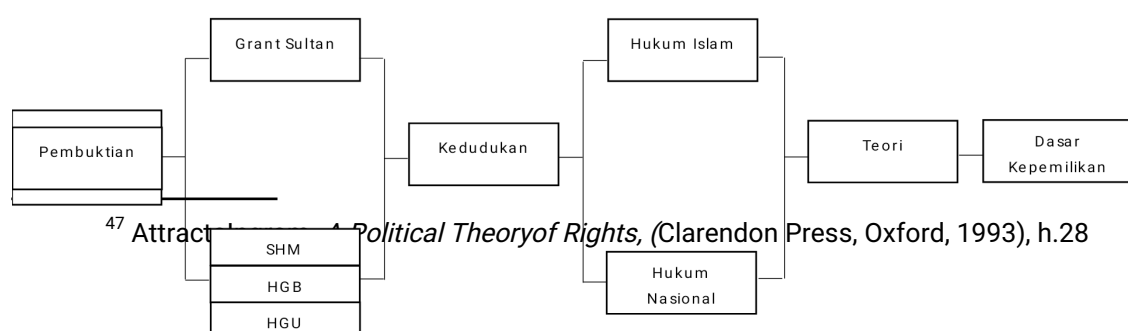 Grant Sultan
Hukum Islam
Pembuktian
Kedudukan
Teori
Dasar
Kepemilikan
47 Attract A Political Theoryof Rights, (Clarendon Press, Oxford, 1993), h.28
SHM
HGB
HGU
Hukum
Nasional